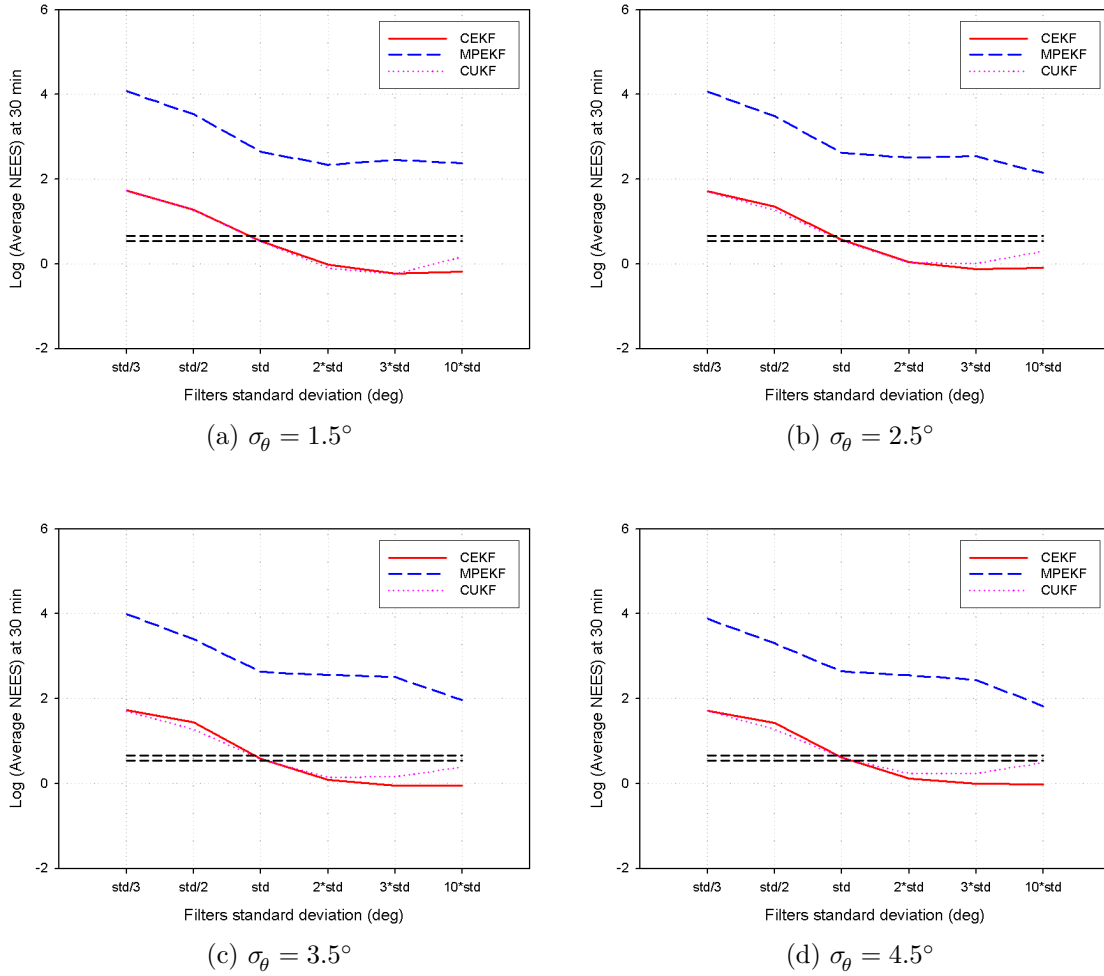 6
4
2
0
-2
Log (Average NEES) at 30 min
CEKF
MPEKF
CUKF
std/3 std/2 std 2*std 3*std 10*std
Filters standard deviation (deg)
(a) σθ = 1.5°
6
4
2
0
-2
Log (Average NEES) at 30 min
CEKF
MPEKF
CUKF
std/3 std/2 std 2*std 3*std 10*std
Filters standard deviation (deg)
(b) σθ = 2.5°
6
4
2
0
-2
Log (Average NEES) at 30 min
CEKF
MPEKF
CUKF
std/3 std/2 std 2*std 3*std 10*std
Filters standard deviation (deg)
(c) σθ = 3.5°
6
4
2
0
-2
Log (Average NEES) at 30 min
CEKF
MPEKF
CUKF
std/3 std/2 std 2*std 3*std 10*std
Filters standard deviation (deg)
(d) σθ = 4.5°